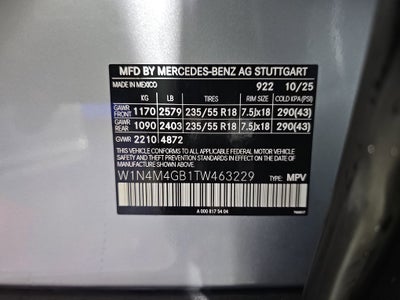 MFD BY MERCEDES-BENZ AG STUTTGART
MADE IN MEXICO 922 10/25
KG LB TIRES RIM SIZE COLD KPA(PSI)
GAWR FRONT 1170 2579 235/55 R18 7.5Jx18 290(43)
GAWR REAR 1090 2403 235/55 R18 7.5Jx18 290(43)
GVWR 2210 4872
THIS VEHICLE CONFORMS TO ALL APPLICABLE FEDERAL MOTOR VEHICLE
SAFETY AND THEFT PREVENTION STANDARDS IN EFFECT ON THE DATE OF
MANUFACTURE SHOWN ABOVE.
W1N4M4GB1TW463229 TYPE: MPV
A 000 817 54 04